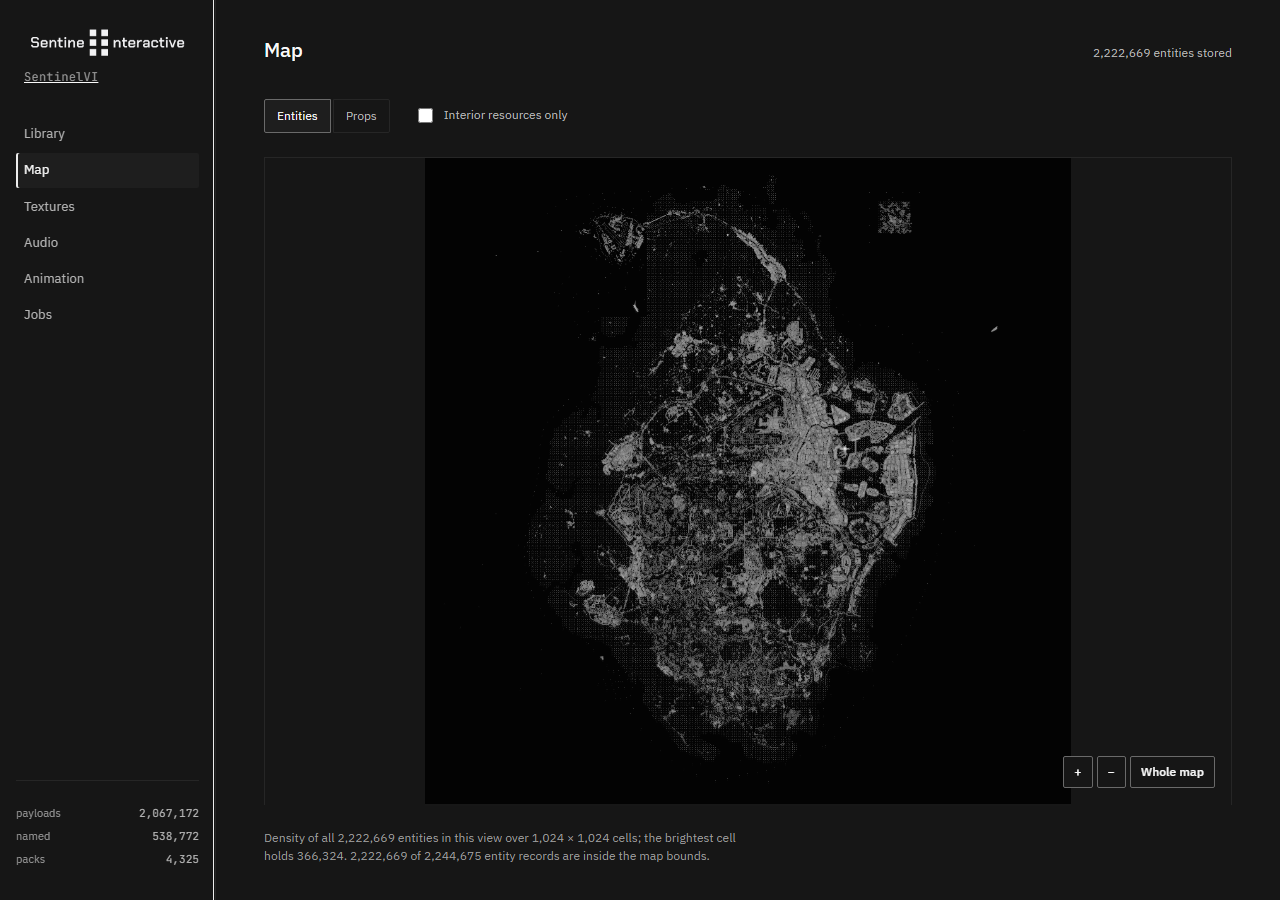 Sentine nteractive
SentinelVI
Library
Map
Textures
Audio
Animation
Jobs
payloads 2,067,172
named 538,772
packs 4,325
Map
2,222,669 entities stored
Entities Props Interior resources only
+ − Whole map
Density of all 2,222,669 entities in this view over 1,024 × 1,024 cells; the brightest cell
holds 366,324. 2,222,669 of 2,244,675 entity records are inside the map bounds.